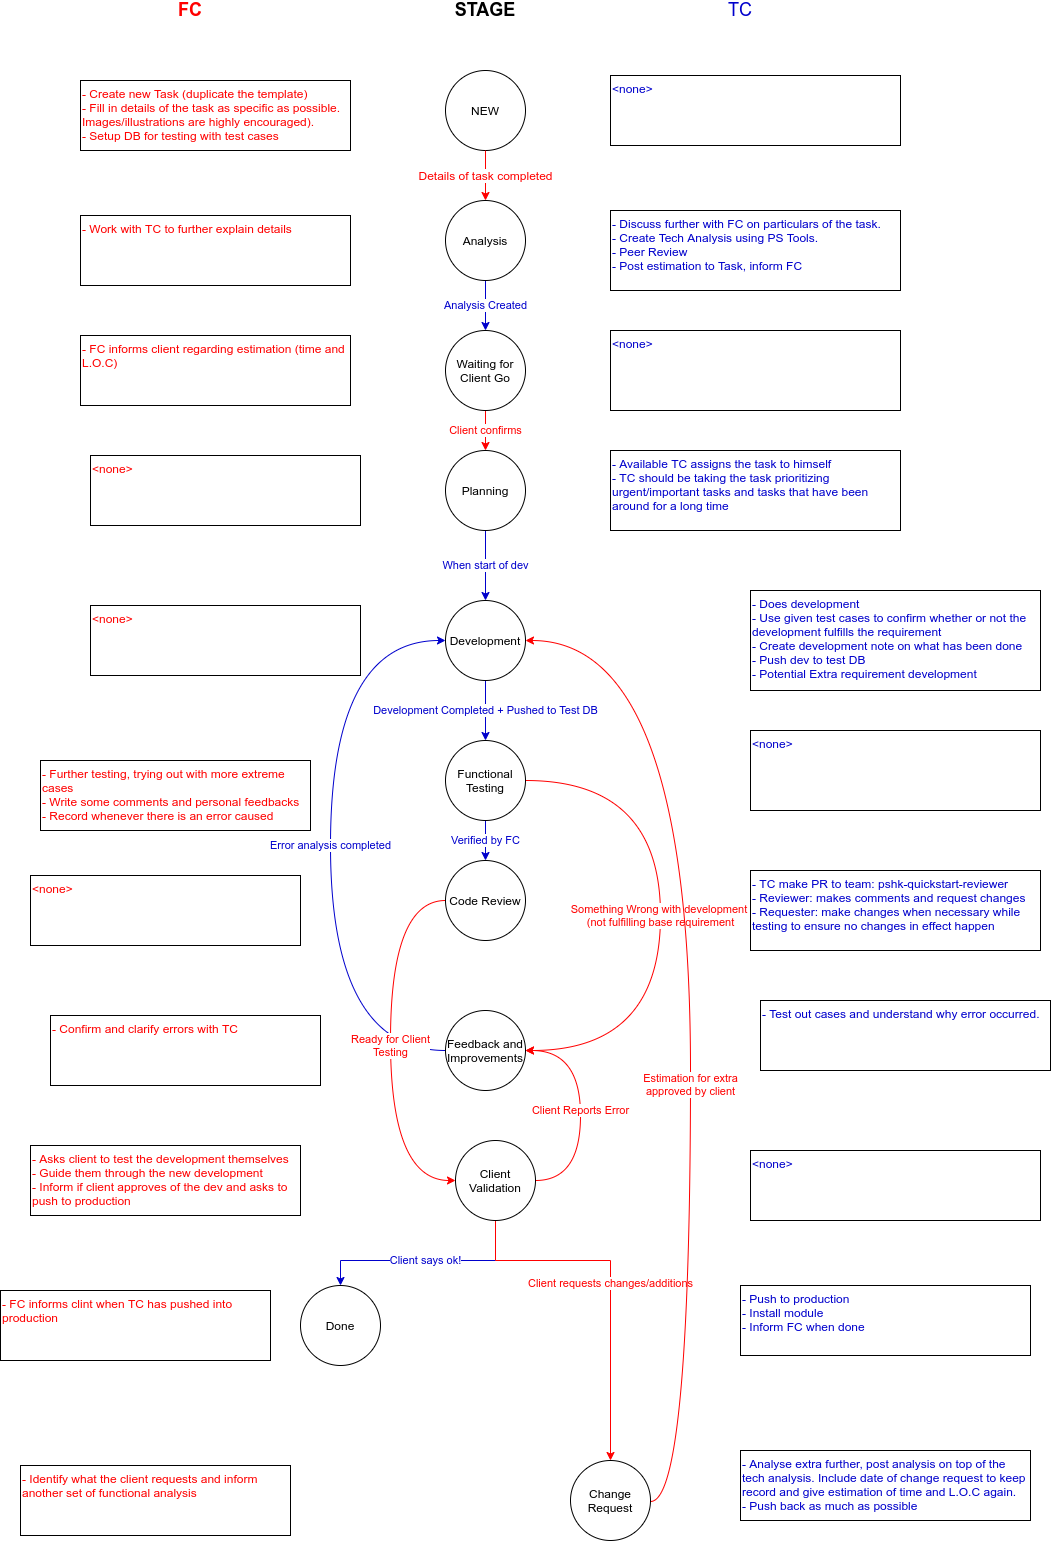 FC
STAGE
TC
- Create new Task (duplicate the template)
- Fill in details of the task as specific as possible.
Images/illustrations are highly encouraged).
- Setup DB for testing with test cases
NEW
<none>
Details of task completed
- Work with TC to further explain details
Analysis
- Discuss further with FC on particulars of the task.
- Create Tech Analysis using PS Tools.
- Peer Review
- Post estimation to Task, inform FC
Analysis Created
- FC informs client regarding estimation (time and
L.O.C)
Waiting for
Client Go
<none>
Client confirms
<none>
Planning
- Available TC assigns the task to himself
- TC should be taking the task prioritizing
urgent/important tasks and tasks that have been
around for a long time
When start of dev
<none>
Development
- Does development
- Use given test cases to confirm whether or not the
development fulfills the requirement
- Create development note on what has been done
- Push dev to test DB
- Potential Extra requirement development
Development Completed + Pushed to Test DB
- Further testing, trying out with more extreme
cases
- Write some comments and personal feedbacks
- Record whenever there is an error caused
Functional
Testing
<none>
Error analysis completed
Verified by FC
<none>
Code Review
Something Wrong with development
(not fulfilling base requirement
- TC make PR to team: pshk-quickstart-reviewer
- Reviewer: makes comments and request changes
- Requester: make changes when necessary while
testing to ensure no changes in effect happen
- Confirm and clarify errors with TC
Ready for Client
Testing
Feedback and
Improvements
- Test out cases and understand why error occurred.
Estimation for extra
approved by client
Client Reports Error
- Asks client to test the development themselves
- Guide them through the new development
- Inform if client approves of the dev and asks to
push to production
Client
Validation
<none>
Client says ok!
Client requests changes/additions
- FC informs clint when TC has pushed into
production
Done
- Push to production
- Install module
- Inform FC when done
- Identify what the client requests and inform
another set of functional analysis
Change
Request
- Analyse extra further, post analysis on top of the
tech analysis. Include date of change request to keep
record and give estimation of time and L.O.C again.
- Push back as much as possible